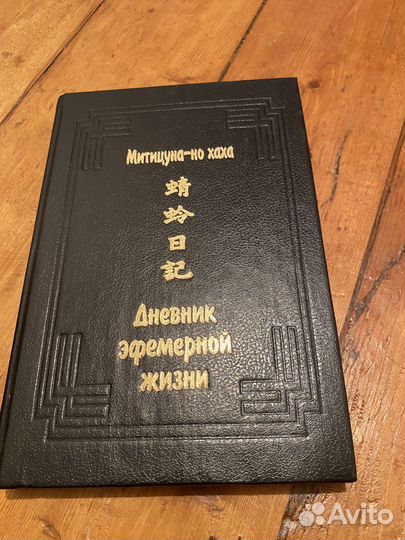 Митицуна-но хаха
蜻
蛉
日
記
Дневник
эфемерной
жизни
Avito